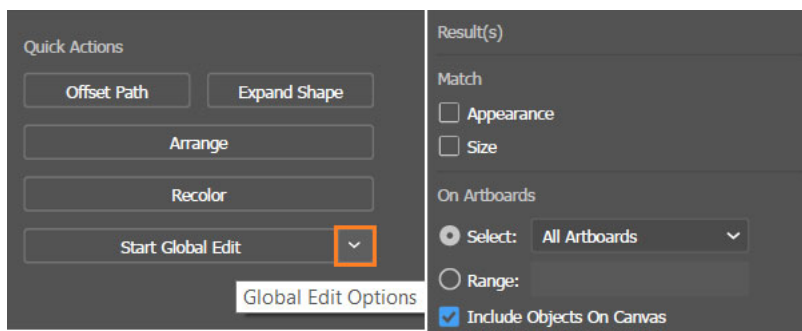 Quick Actions
Offset Path
Expand Shape
Arrange
Recolor
Start Global Edit
Global Edit Options
Result(s)
Match
Appearance
Size
On Artboards
Select: All Artboards
Range:
Include Objects On Canvas